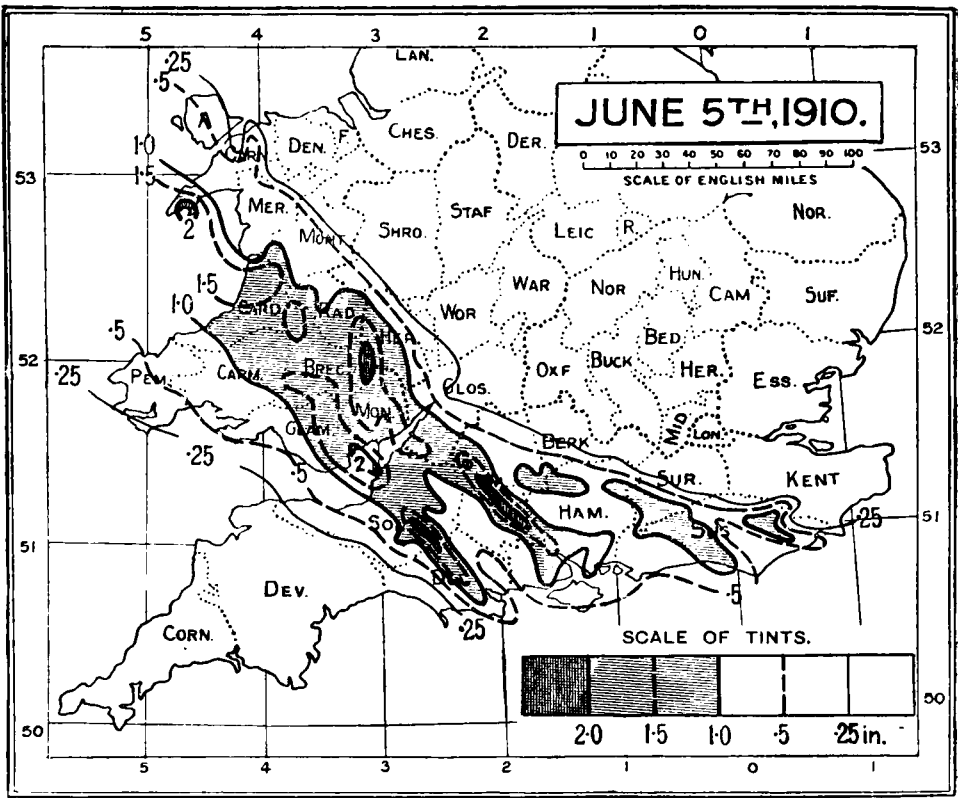 5 4 3 2 1 0 1
LAN.
.25
.5
JUNE 5TH, 1910.
A
CARN
DEN. F.
CHES.
DER.
0 10 20 30 40 50 60 70 80 90 100
SCALE OF ENGLISH MILES
53 53
1.0
1.5
MER.
STAF
NOR.
2
MONT.
SHRO.
LEIC R.
HUN.
1.5
WAR
NOR
CAM
SUF.
1.0
CARD. RAD.
WOR
HEA.
BED
52
.5
52
PEM.
CARM.
BREC.
OXF
BUCK
HER.
ESS.
.25
GLOS.
MON.
GLAM.
MID
LON.
BERK
.25
2
.5
SUR.
KENT
HAM.
SO
SUS
.25
51 51
DEV.
.5
CORN.
.25
SCALE OF TINTS.
50 50
2.0 1.5 1.0 .5 .25 in.
5 4 3 2 1 0 1